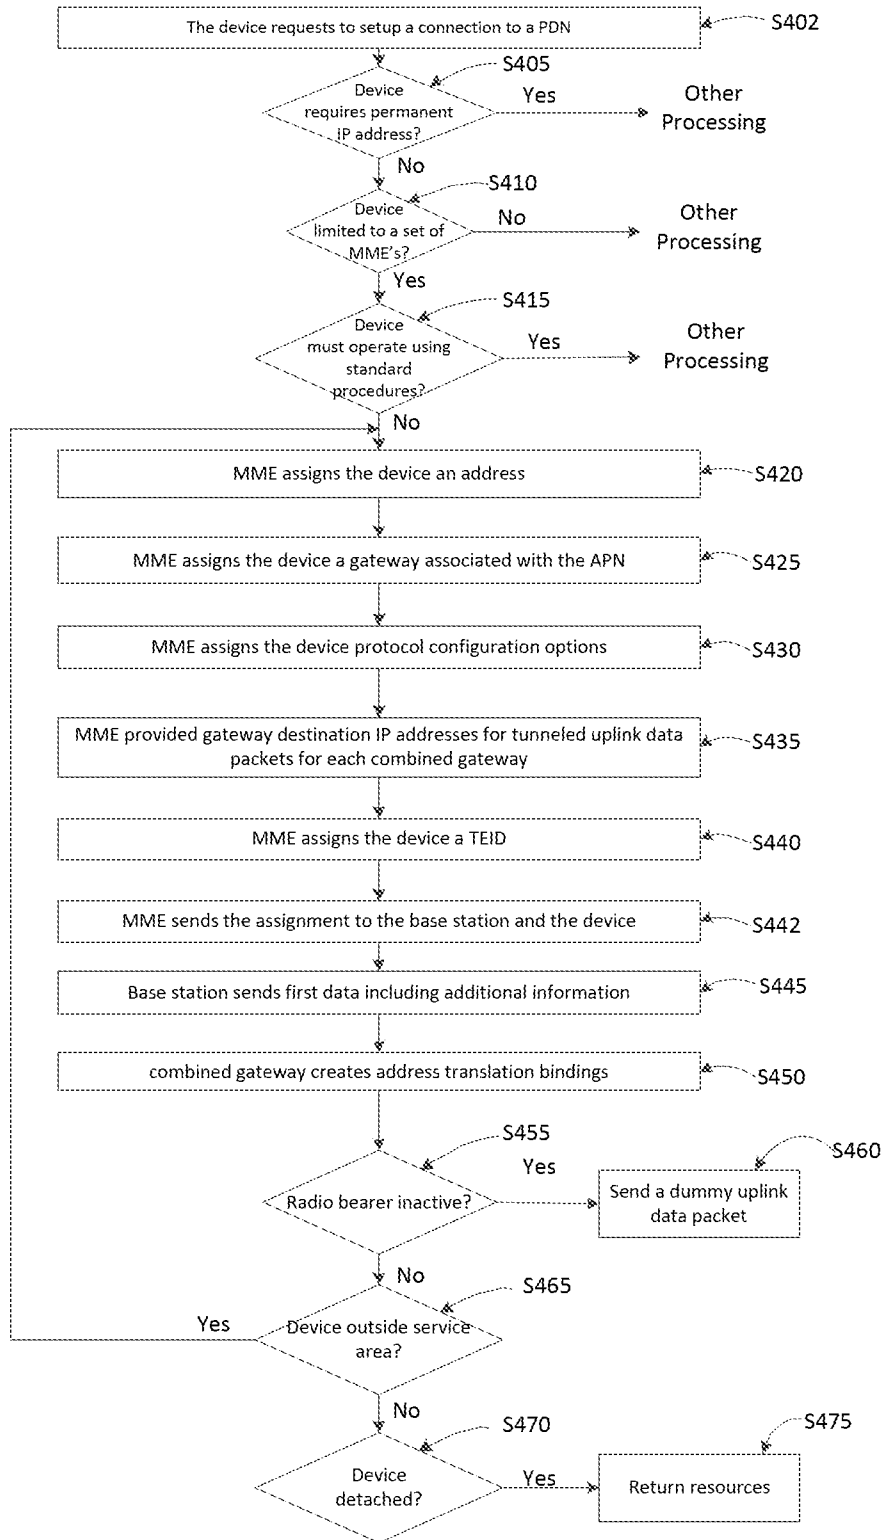 The device requests to setup a connection to a PDN
S402
S405
Device
requires permanent
IP address?
Yes
Other
Processing
No
S410
Device
limited to a set of
MME's?
No
Other
Processing
Yes
S415
Device
must operate using
standard
procedures?
Yes
Other
Processing
No
MME assigns the device an address
S420
MME assigns the device a gateway associated with the APN
S425
MME assigns the device protocol configuration options
S430
MME provided gateway destination IP addresses for tunneled uplink data
packets for each combined gateway
S435
MME assigns the device a TEID
S440
MME sends the assignment to the base station and the device
S442
Base station sends first data including additional information
S445
combined gateway creates address translation bindings
S450
S455
Radio bearer inactive?
Yes
S460
Send a dummy uplink
data packet
No
S465
Yes
Device outside service
area?
No
S470
Device
detached?
Yes
S475
Return resources